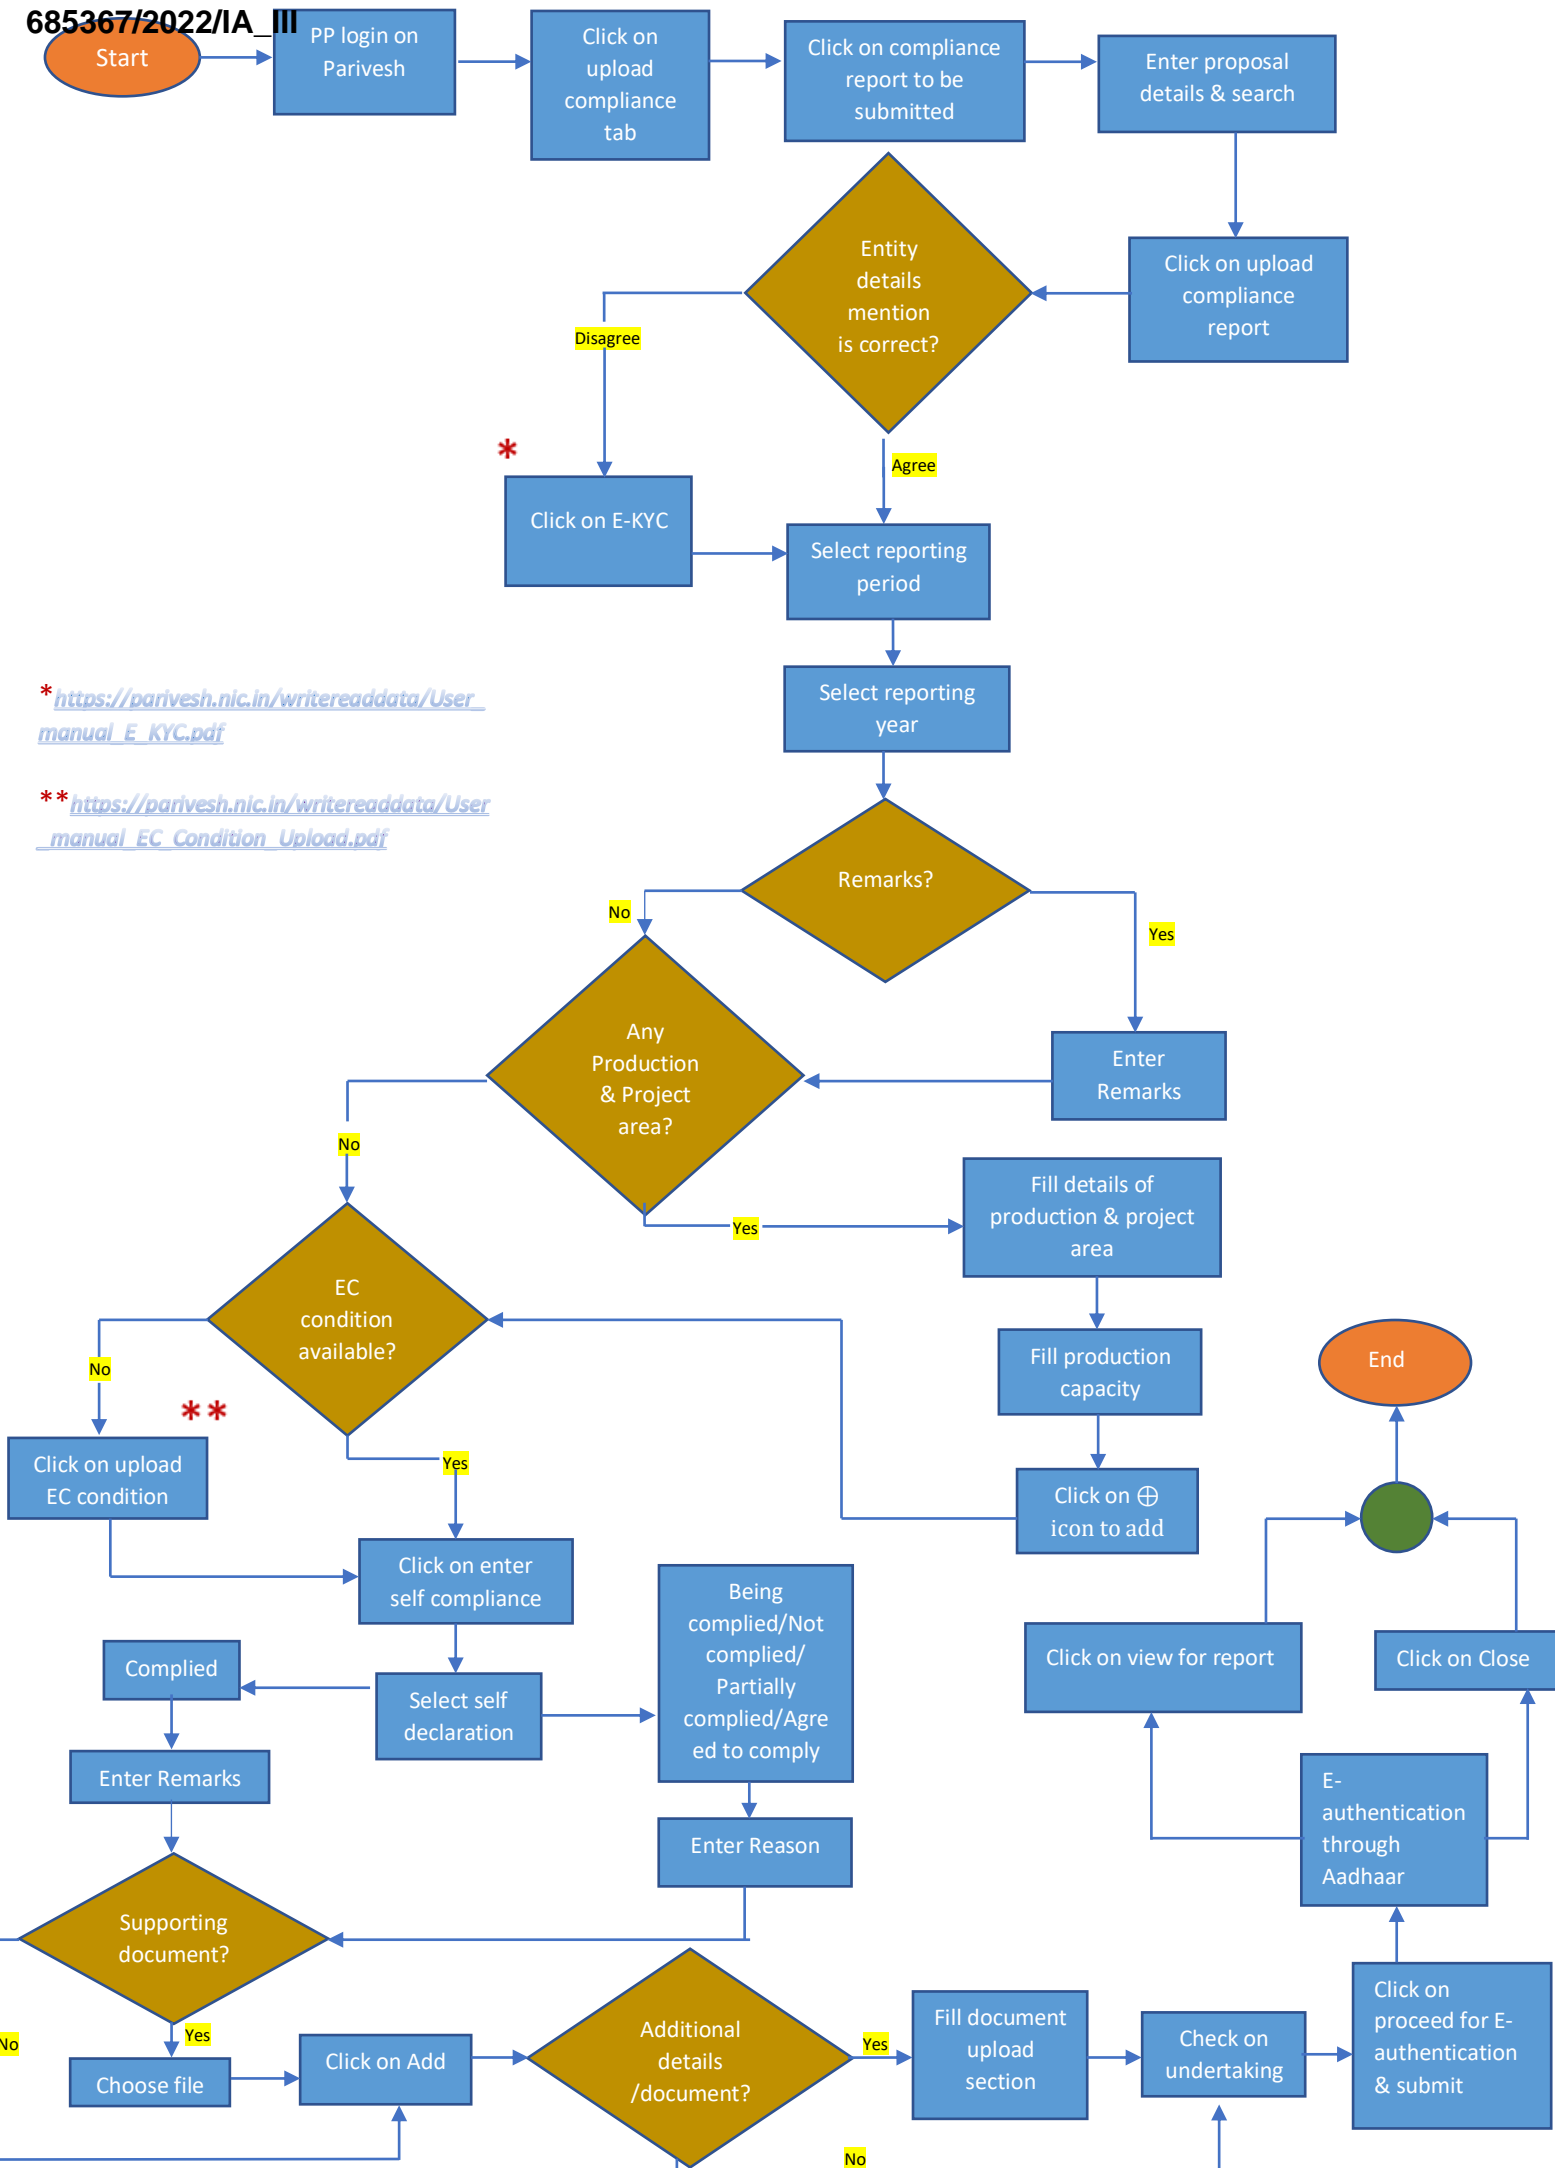 685367/2022/IA_III
Start
PP login on
Parivesh
Click on
upload
compliance
tab
Click on compliance
report to be
submitted
Enter proposal
details & search
Entity
details
mention
is correct?
Click on upload
compliance
report
Disagree
*
Agree
Click on E-KYC
Select reporting
period
*https://parivesh.nic.in/writereaddata/User_
manual_E_KYC.pdf
Select reporting
year
**https://parivesh.nic.in/writereaddata/User
_manual_EC_Condition_Upload.pdf
Remarks?
No
Yes
Any
Production
& Project
area?
Enter
Remarks
No
Yes
Fill details of
production & project
area
EC
condition
available?
No
**
Yes
Fill production
capacity
End
Click on upload
EC condition
Click on ⊕
icon to add
Click on enter
self compliance
Being
complied/Not
complied/
Partially
complied/Agre
ed to comply
Complied
Select self
declaration
Click on view for report
Click on Close
Enter Remarks
Enter Reason
E-
authentication
through
Aadhaar
Supporting
document?
No
Yes
Choose file
Click on Add
Additional
details
/document?
Yes
Fill document
upload
section
Check on
undertaking
Click on
proceed for E-
authentication
& submit
No